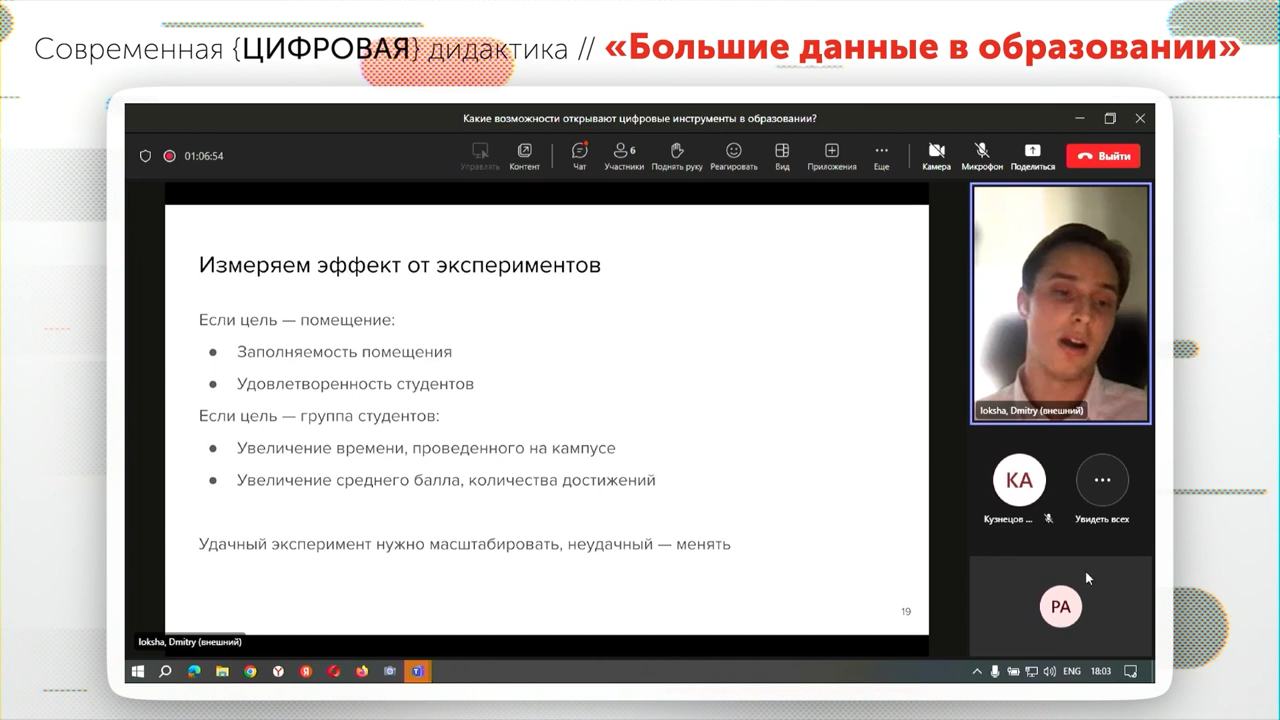 Современная {ЦИФРОВАЯ} дидактика // «Большие данные в образовании»
Какие возможности открывают цифровые инструменты в образовании?
01:06:54
Управлять
Контент
Чат
Участники
6
Поднять руку
Реагировать
Вид
Приложения
Еще
Камера
Микрофон
Поделиться
Выйти
Измеряем эффект от экспериментов
Если цель — помещение:
● Заполняемость помещения
● Удовлетворенность студентов
Если цель — группа студентов:
● Увеличение времени, проведенного на кампусе
● Увеличение среднего балла, количества достижений
Удачный эксперимент нужно масштабировать, неудачный — менять
19
Ioksha, Dmitry (внешний)
Ioksha, Dmitry (внешний)
КА
Кузнецов ...
Увидеть всех
РА
ENG
18:03